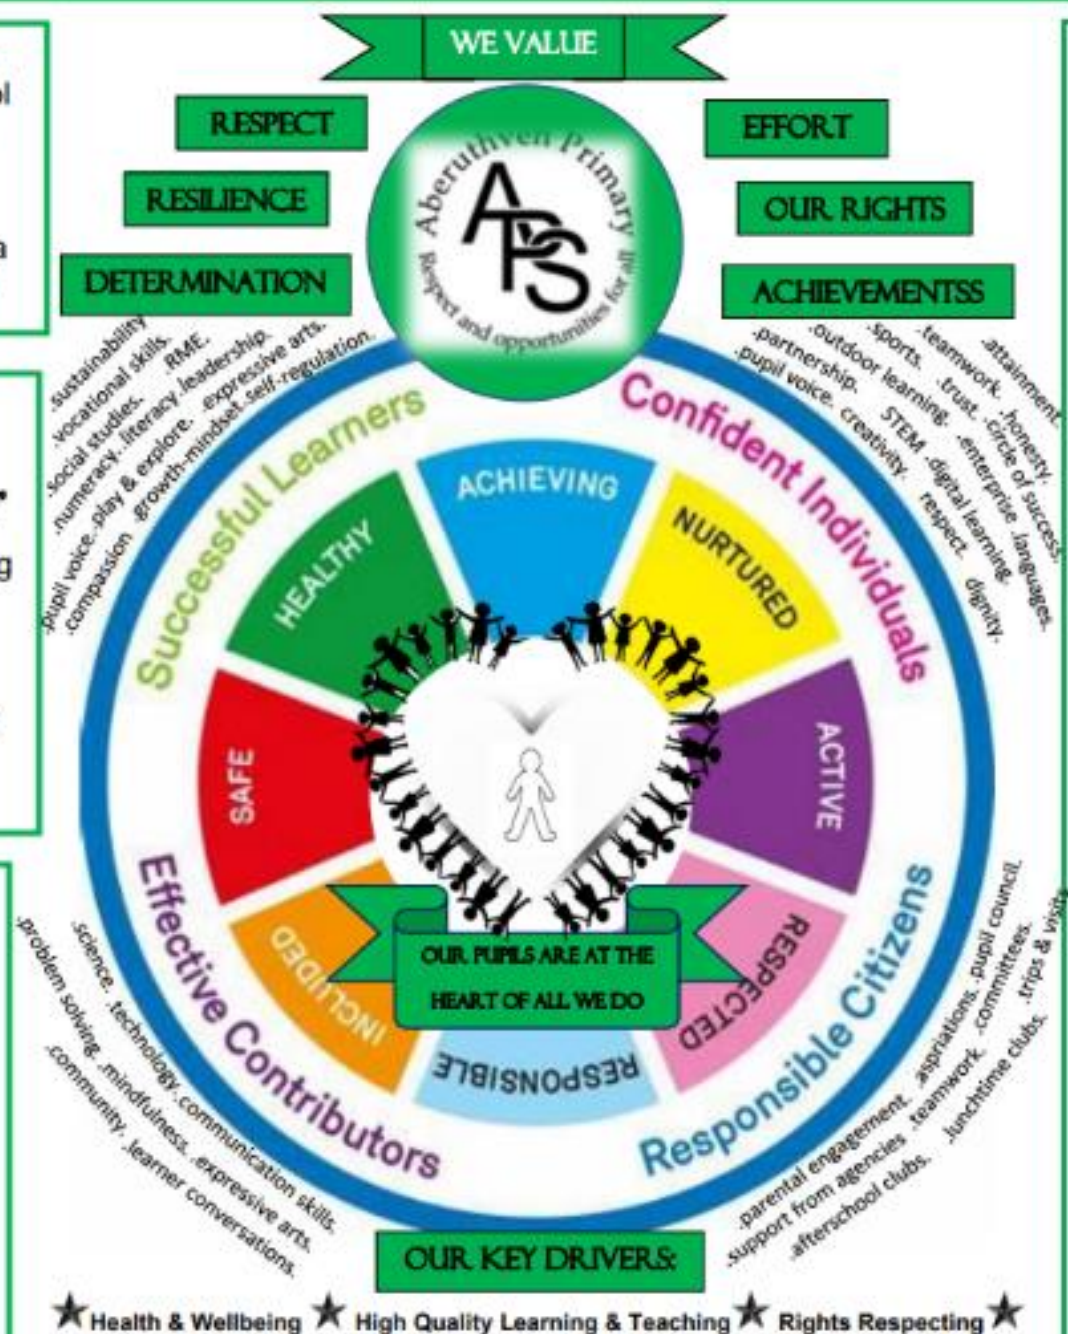 WE VALUE
RESPECT
EFFORT
RESILIENCE
OUR RIGHTS
DETERMINATION
ACHIEVEMENTSS
Aberuthven Primary
APS
Respect and opportunities for all
.sustainability
.vocational skills. .RME.
.social studies. .literacy .leadership.
.numeracy. .play & explore. .expressive arts.
.pupil voice. .growth-mindset .self-regulation.
.compassion
.attainment.
.teamwork. .honesty.
.sports. .trust. .circle of success.
.outdoor learning. .enterprise .languages.
.partnership. STEM .digital learning.
.pupil voice. creativity. respect. dignity.
Successful Learners
Confident Individuals
ACHIEVING
HEALTHY
NURTURED
SAFE
ACTIVE
INCLUDED
RESPECTED
RESPONSIBLE
OUR PUPILS ARE AT THE
HEART OF ALL WE DO
Effective Contributors
Responsible Citizens
.science. .technology.communication skills.
.problem solving. .mindfulness. .expressive arts.
.community. .learner conversations.
.parental engagement .aspriations. .pupil council.
.support from agencies .teamwork. .committees.
.afterschool clubs. .lunchtime clubs. .trips & visits
OUR KEY DRIVERS:
Health & Wellbeing High Quality Learning & Teaching Rights Respecting